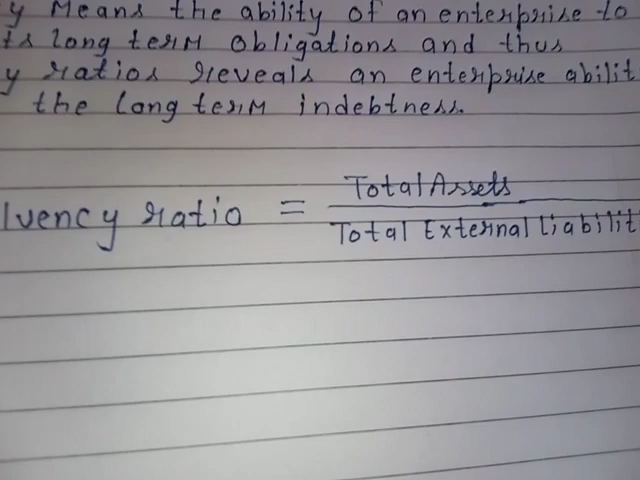 y Means the ability of an enterprise to
ts long term obligations and thus
y ratios reveals an enterprise abilit
the long term indebtness.
lvency ratio = Total Assets
Total External Liabilit